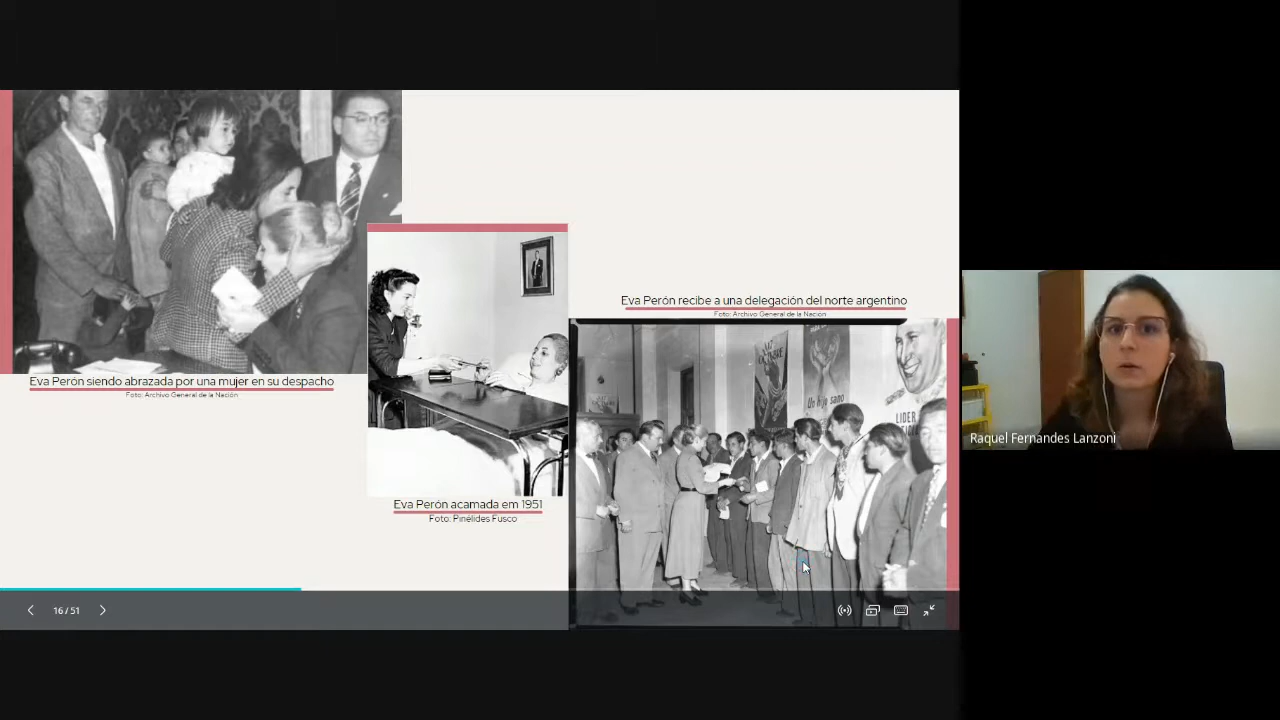 Eva Perón siendo abrazada por una mujer en su despacho
Foto: Archivo General de la Nación
Eva Perón acamada em 1951
Foto: Pinélides Fusco
Eva Perón recibe a una delegación del norte argentino
Foto: Archivo General de la Nación
Un hijo sano
LIDER
16 / 51
Raquel Fernandes Lanzoni